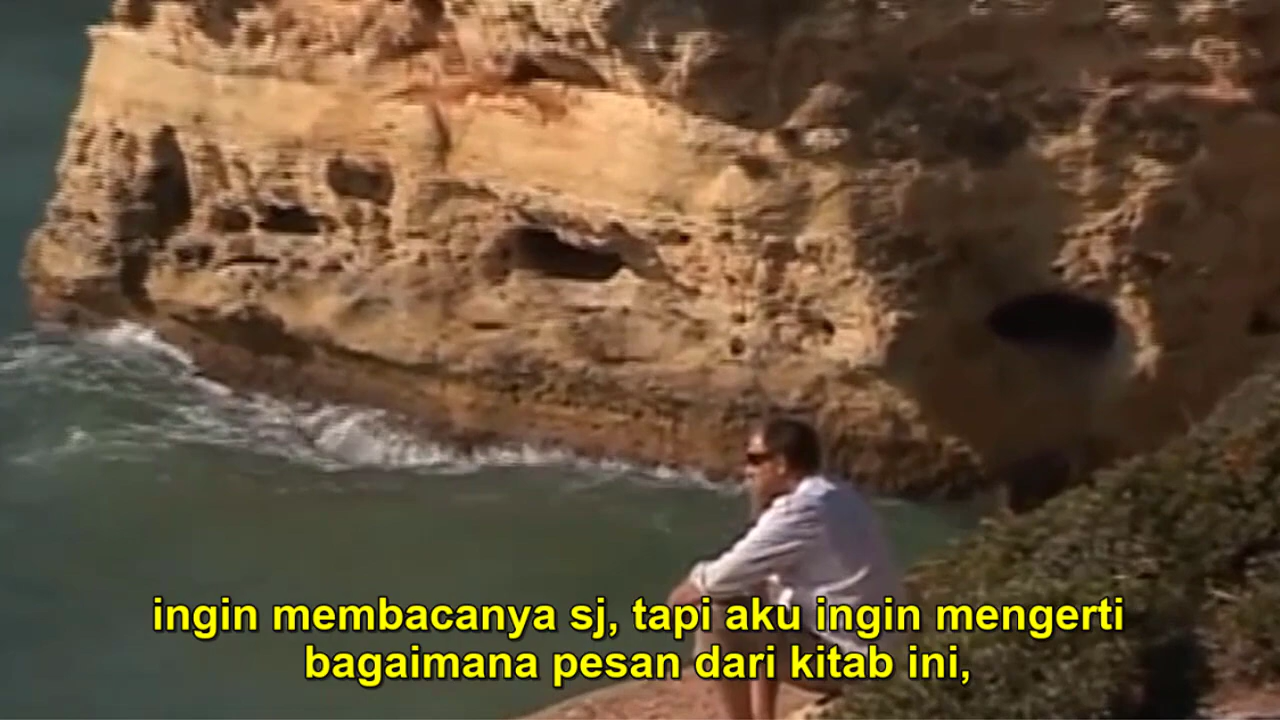 ingin membacanya sj, tapi aku ingin mengerti
bagaimana pesan dari kitab ini,